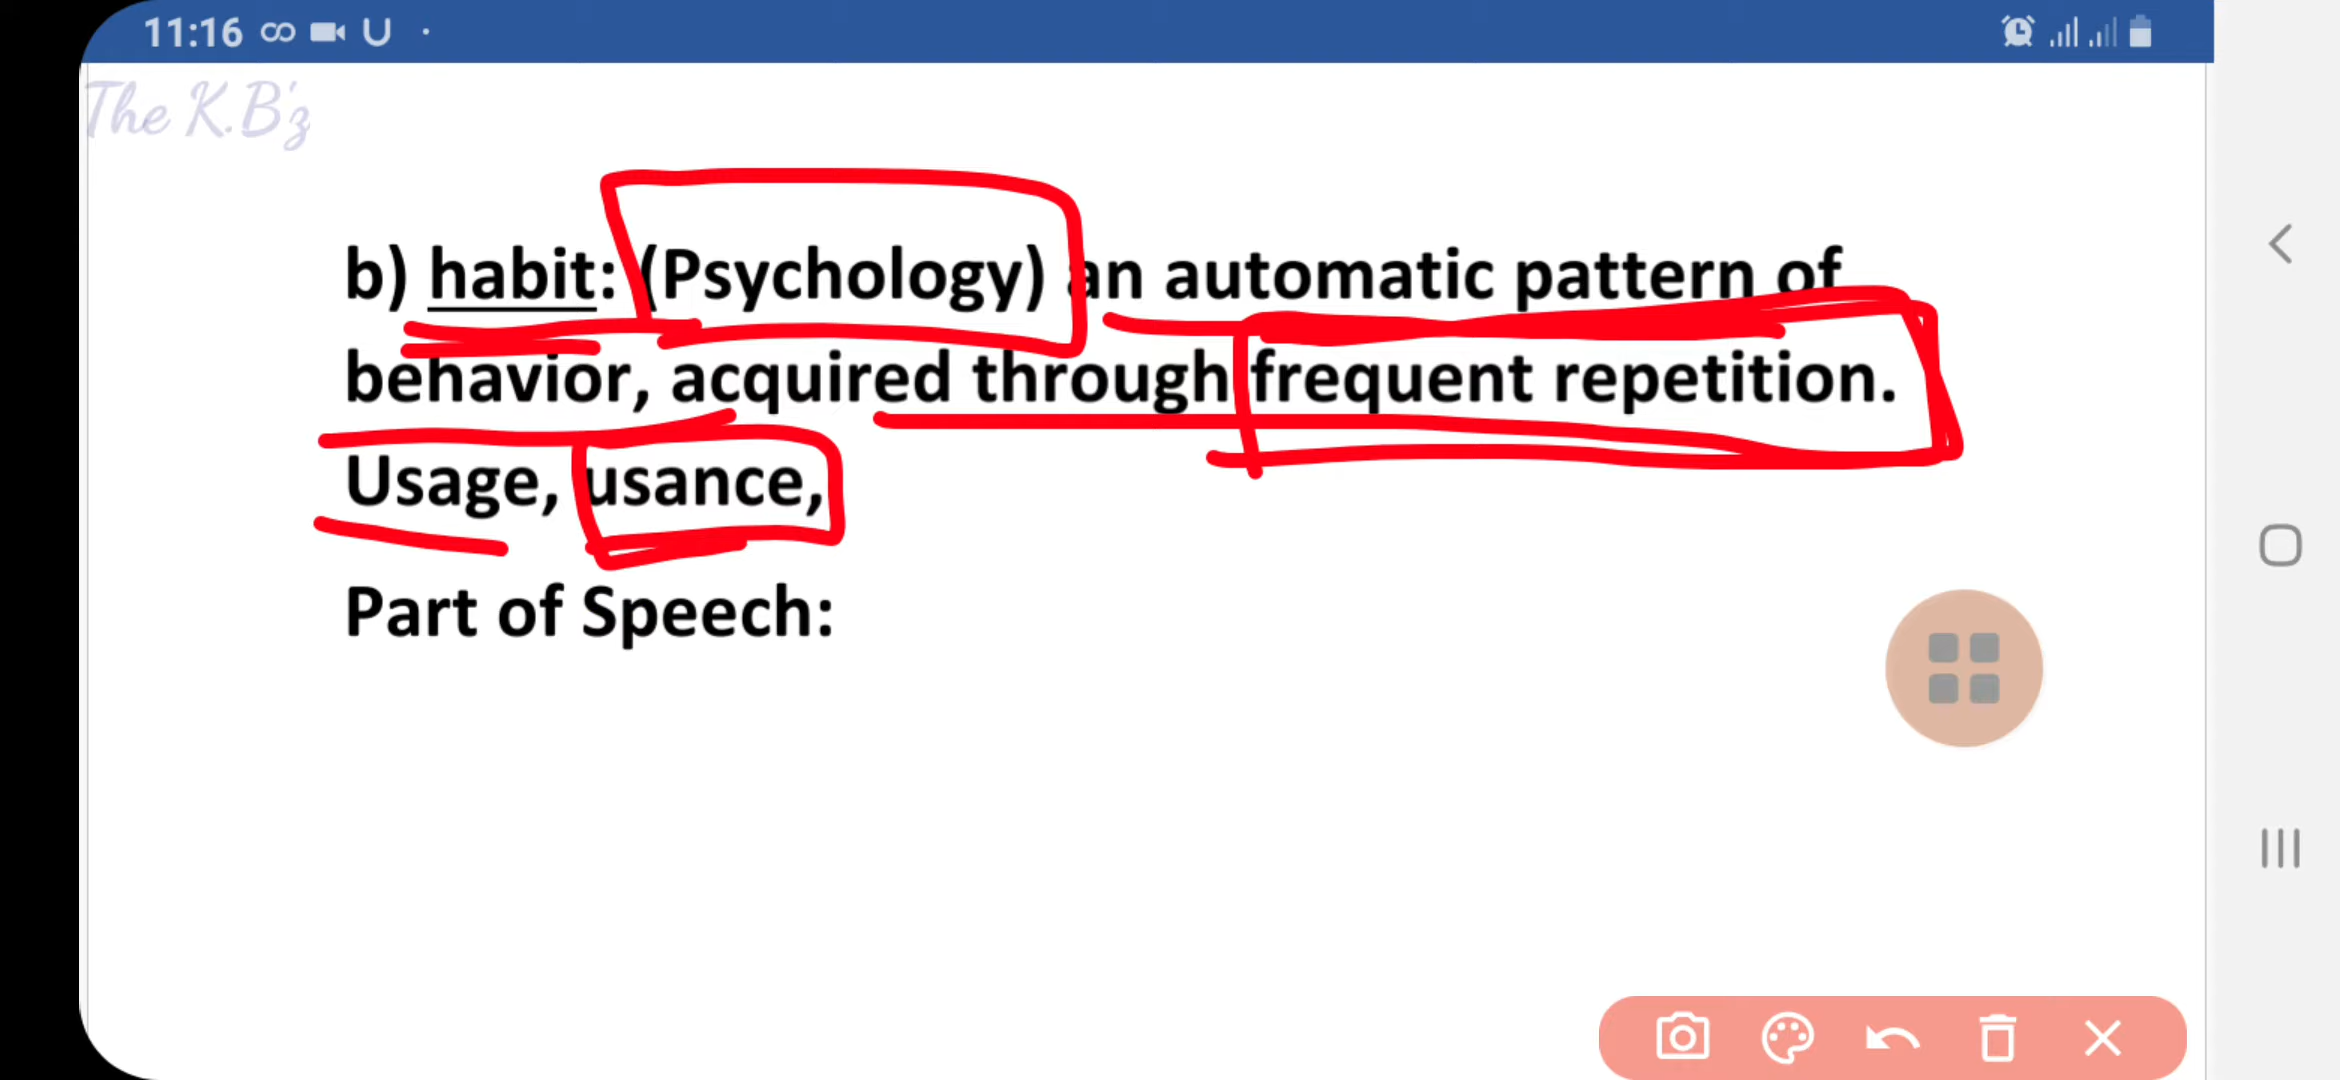 11:16
The K.B'z
b) habit: (Psychology) an automatic pattern of
behavior, acquired through frequent repetition.
Usage, usance,
Part of Speech: